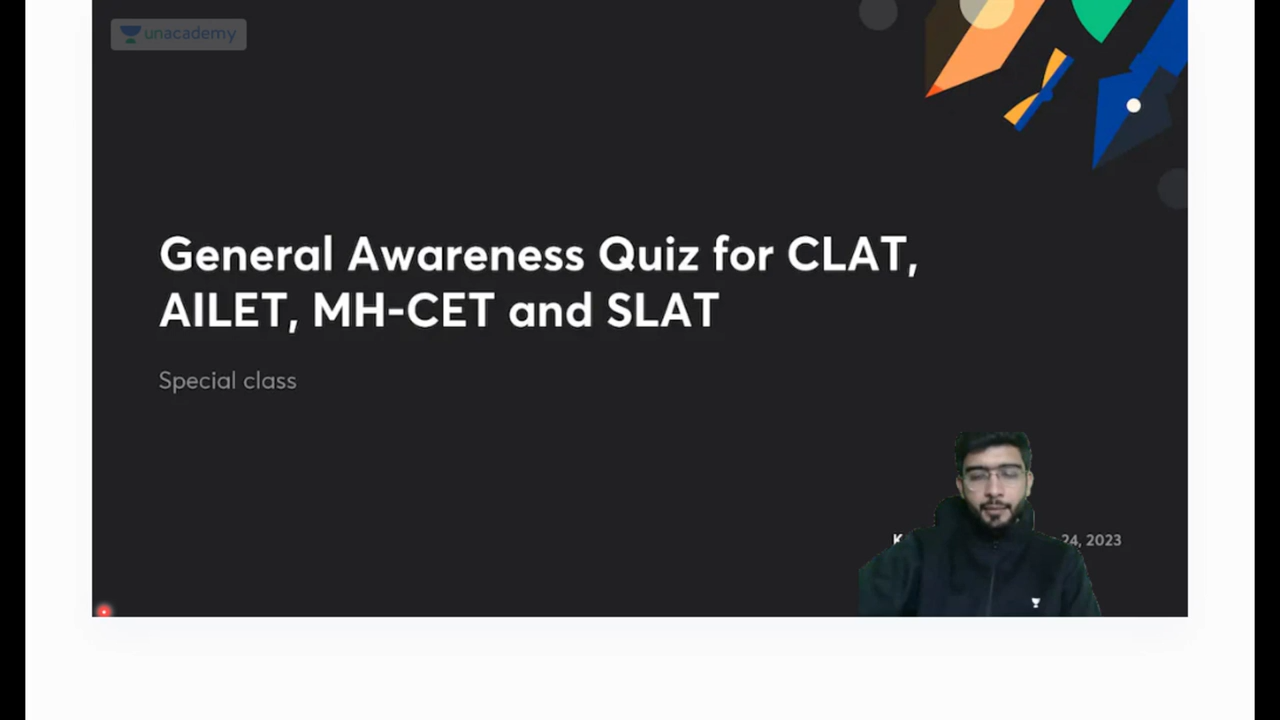 unacademy
General Awareness Quiz for CLAT,
AILET, MH-CET and SLAT
Special class
24, 2023